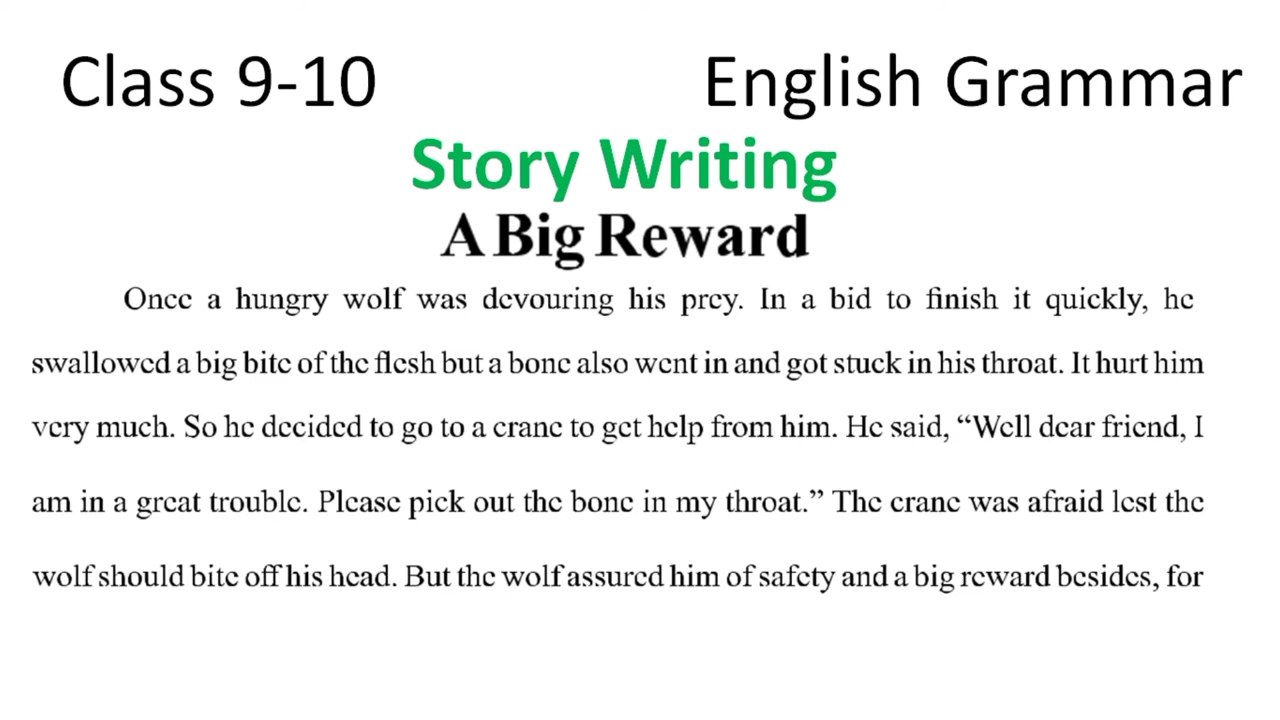 Class 9-10 English Grammar
Story Writing
A Big Reward
Once a hungry wolf was devouring his prey. In a bid to finish it quickly, he
swallowed a big bite of the flesh but a bone also went in and got stuck in his throat. It hurt him
very much. So he decided to go to a crane to get help from him. He said, “Well dear friend, I
am in a great trouble. Please pick out the bone in my throat.” The crane was afraid lest the
wolf should bite off his head. But the wolf assured him of safety and a big reward besides, for